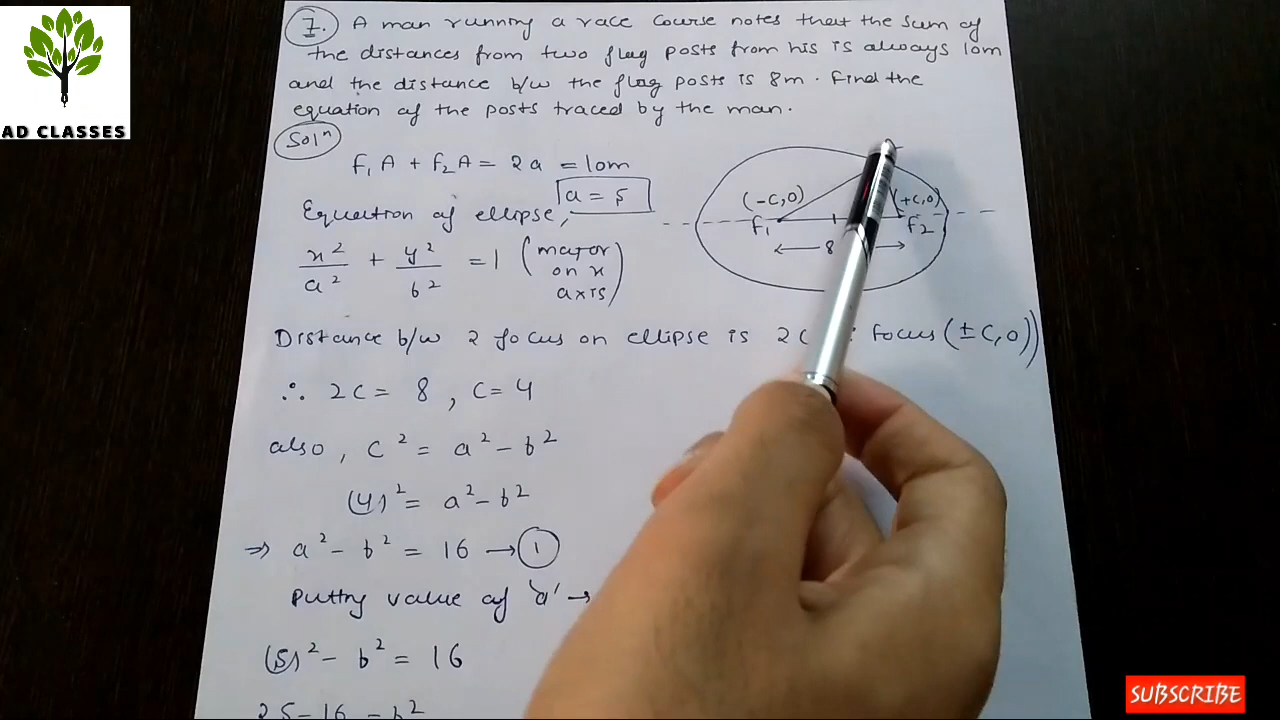 AD CLASSES
7. A man running a race course notes that the sum of
the distances from two flag posts from his is always 10m
and the distance b/w the flag posts is 8m. Find the
equation of the posts traced by the man.
Solⁿ
F₁A + F₂A = 2a = 10m
a = 5
Equation of ellipse,
x²/a² + y²/b² = 1 (major on x axis)
(-c,0)
(+c,0)
F₁
F₂
8
Distance b/w 2 focus on ellipse is 2c focus (±c,0))
∴ 2c = 8, c = 4
also, c² = a² - b²
(4)² = a² - b²
⇒ a² - b² = 16 → 1
Putting value of 'a' →
(5)² - b² = 16
25 - 16 = b²
SUBSCRIBE